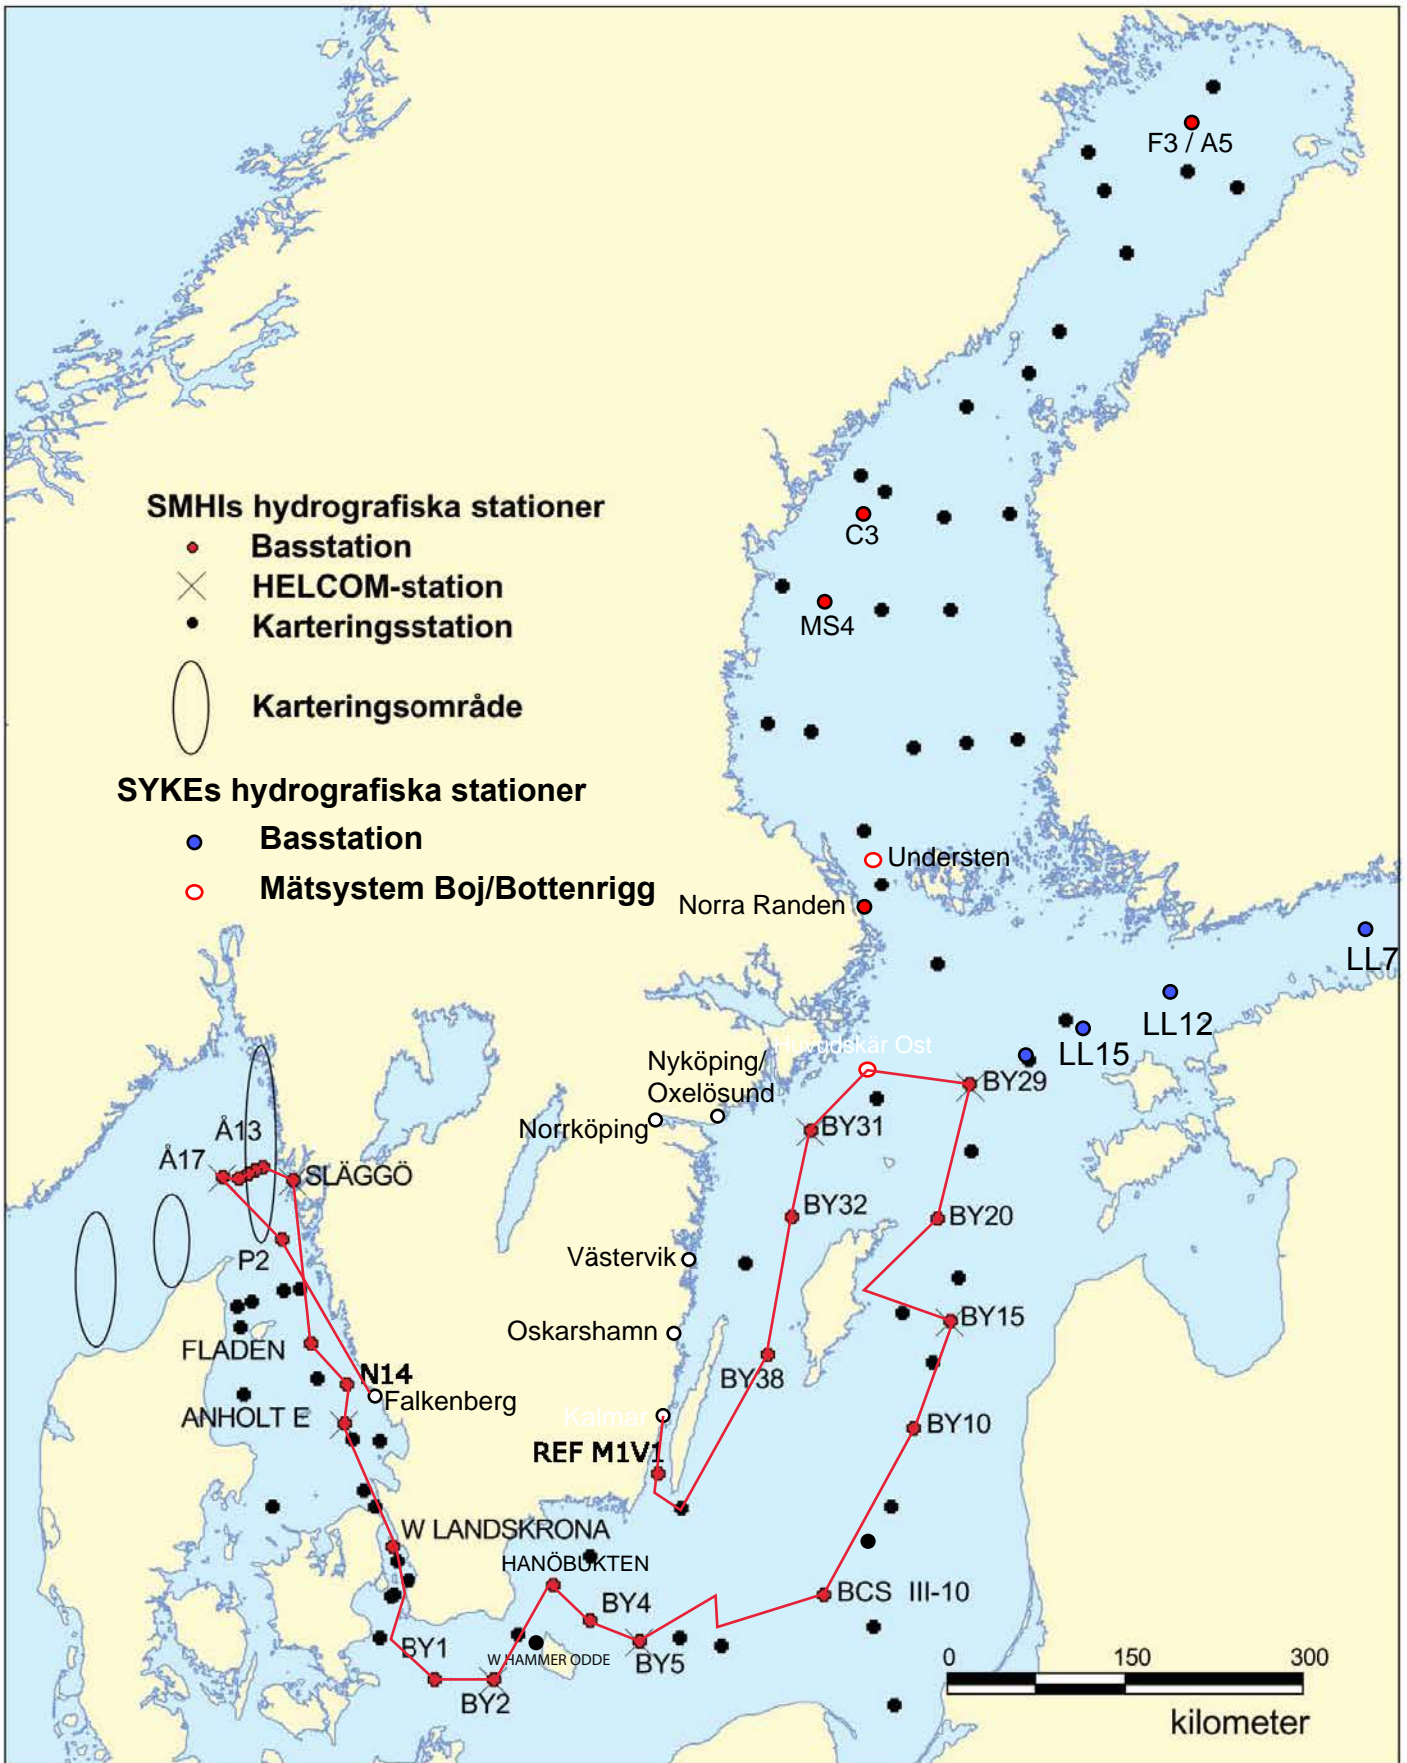 F3 / A5
SMHIs hydrografiska stationer
Basstation
HELCOM-station
Karteringsstation
Karteringsområde
SYKEs hydrografiska stationer
Basstation
Mätsystem Boj/Bottenrigg
C3
MS4
Understen
Norra Randen
LL7
LL12
LL15
Huvudskär Ost
Nyköping/
Oxelösund
BY29
Norrköping
BY31
Å13
Å17
SLÄGGÖ
BY32
BY20
P2
Västervik
BY15
Oskarshamn
FLADEN
BY38
N14
Falkenberg
ANHOLT E
Kalmar
BY10
REF M1V1
W LANDSKRONA
HANÖBUKTEN
BCS III-10
BY4
BY1
W HAMMER ODDE
BY5
BY2
0 150 300
kilometer